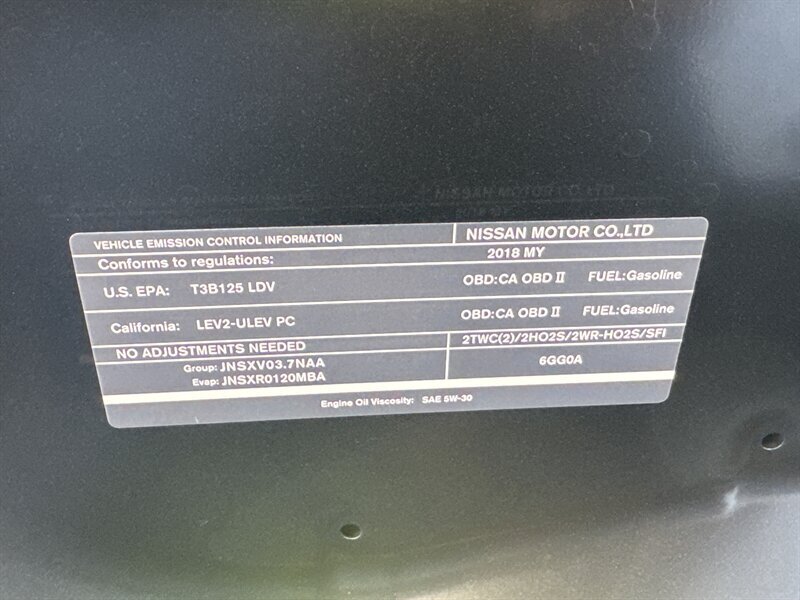 VEHICLE EMISSION CONTROL INFORMATION
NISSAN MOTOR CO.,LTD
Conforms to regulations:
2018 MY
U.S. EPA: T3B125 LDV
OBD:CA OBD II FUEL:Gasoline
California: LEV2-ULEV PC
OBD:CA OBD II FUEL:Gasoline
NO ADJUSTMENTS NEEDED
2TWC(2)/2HO2S/2WR-HO2S/SFI
Group: JNSXV03.7NAA
Evap: JNSXR0120MBA
6GG0A
Engine Oil Viscosity: SAE 5W-30